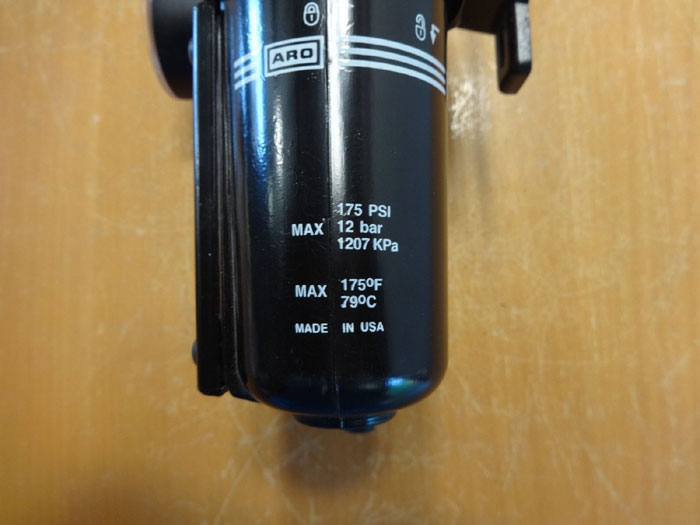 ARO
MAX 175 PSI
12 bar
1207 KPa
MAX 175ºF
79ºC
MADE IN USA